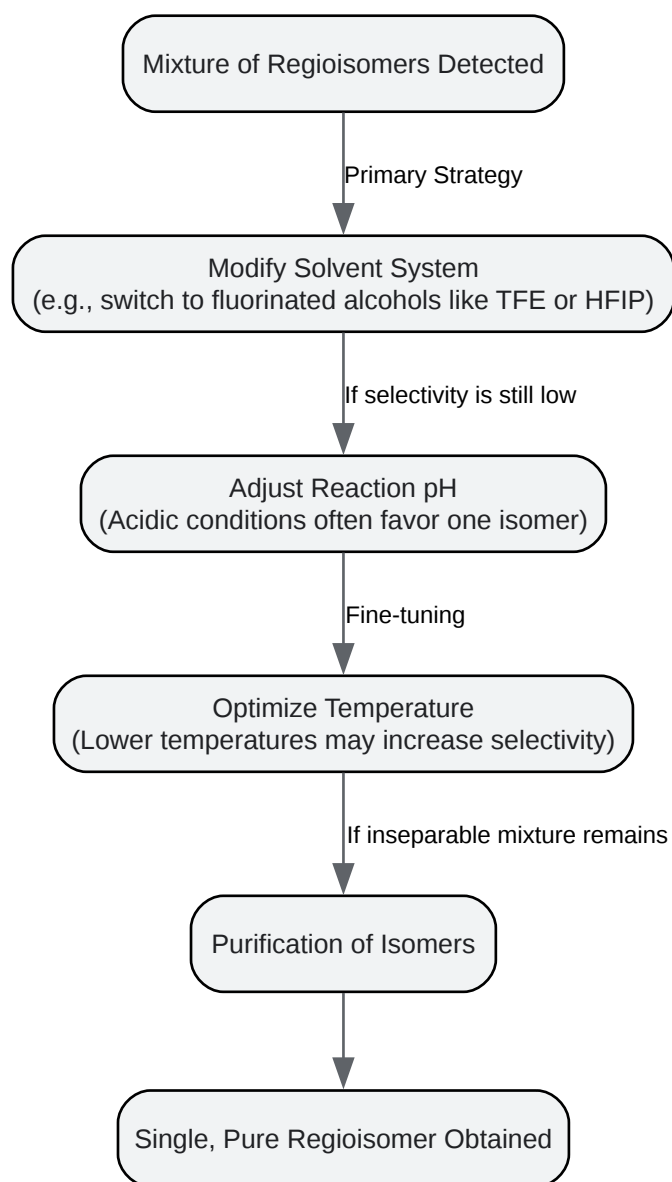 Mixture of Regioisomers Detected
Primary Strategy
Modify Solvent System
(e.g., switch to fluorinated alcohols like TFE or HFIP)
If selectivity is still low
Adjust Reaction pH
(Acidic conditions often favor one isomer)
Fine-tuning
Optimize Temperature
(Lower temperatures may increase selectivity)
If inseparable mixture remains
Purification of Isomers
Single, Pure Regioisomer Obtained